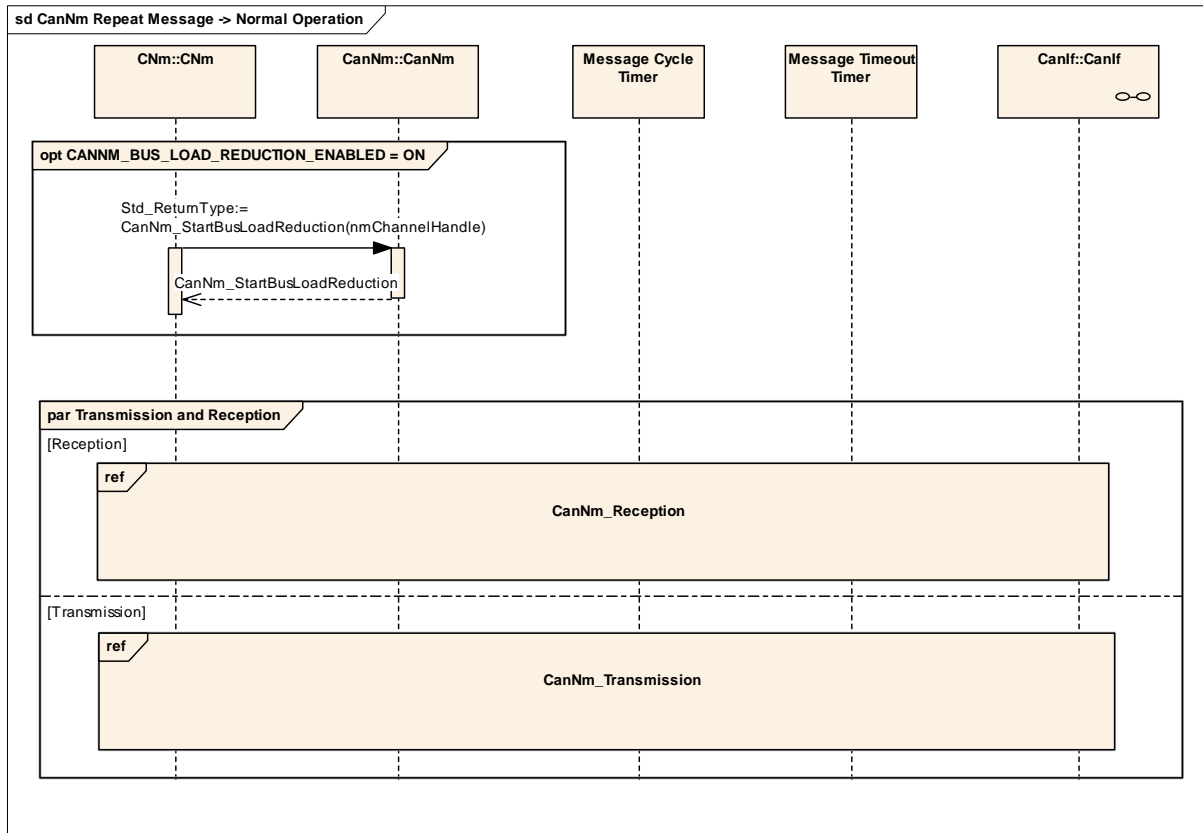 sd CanNm Repeat Message -> Normal Operation
CNm::CNm
CanNm::CanNm
Message Cycle
Timer
Message Timeout
Timer
CanIf::CanIf
opt CANNM_BUS_LOAD_REDUCTION_ENABLED = ON
Std_ReturnType:=
CanNm_StartBusLoadReduction(nmChannelHandle)
CanNm_StartBusLoadReduction
par Transmission and Reception
[Reception]
ref
CanNm_Reception
[Transmission]
ref
CanNm_Transmission